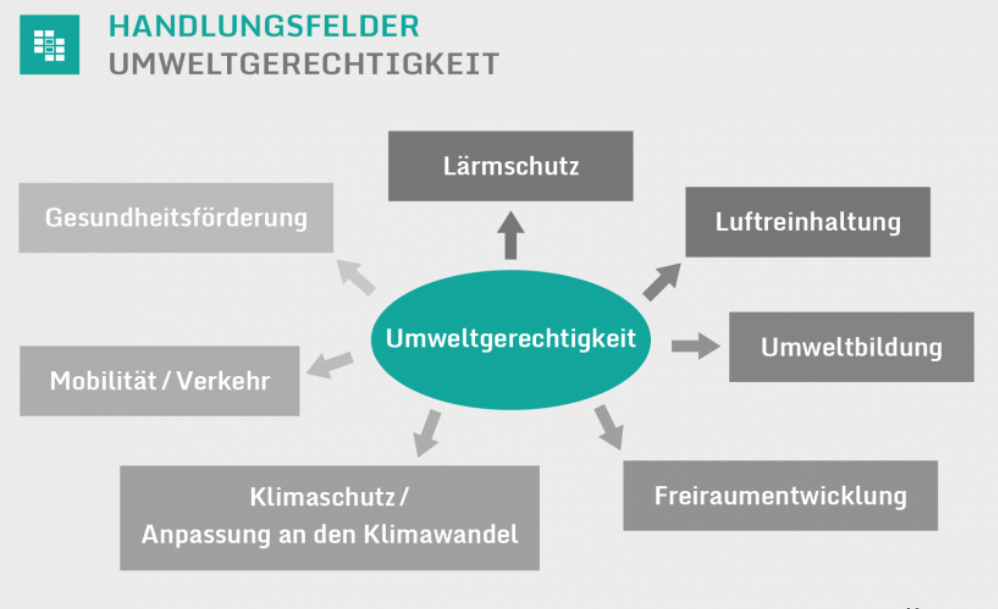 HANDLUNGSFELDER
UMWELTGERECHTIGKEIT
Lärmschutz
Gesundheitsförderung
Luftreinhaltung
Umweltgerechtigkeit
Umweltbildung
Mobilität / Verkehr
Klimaschutz /
Anpassung an den Klimawandel
Freiraumentwicklung